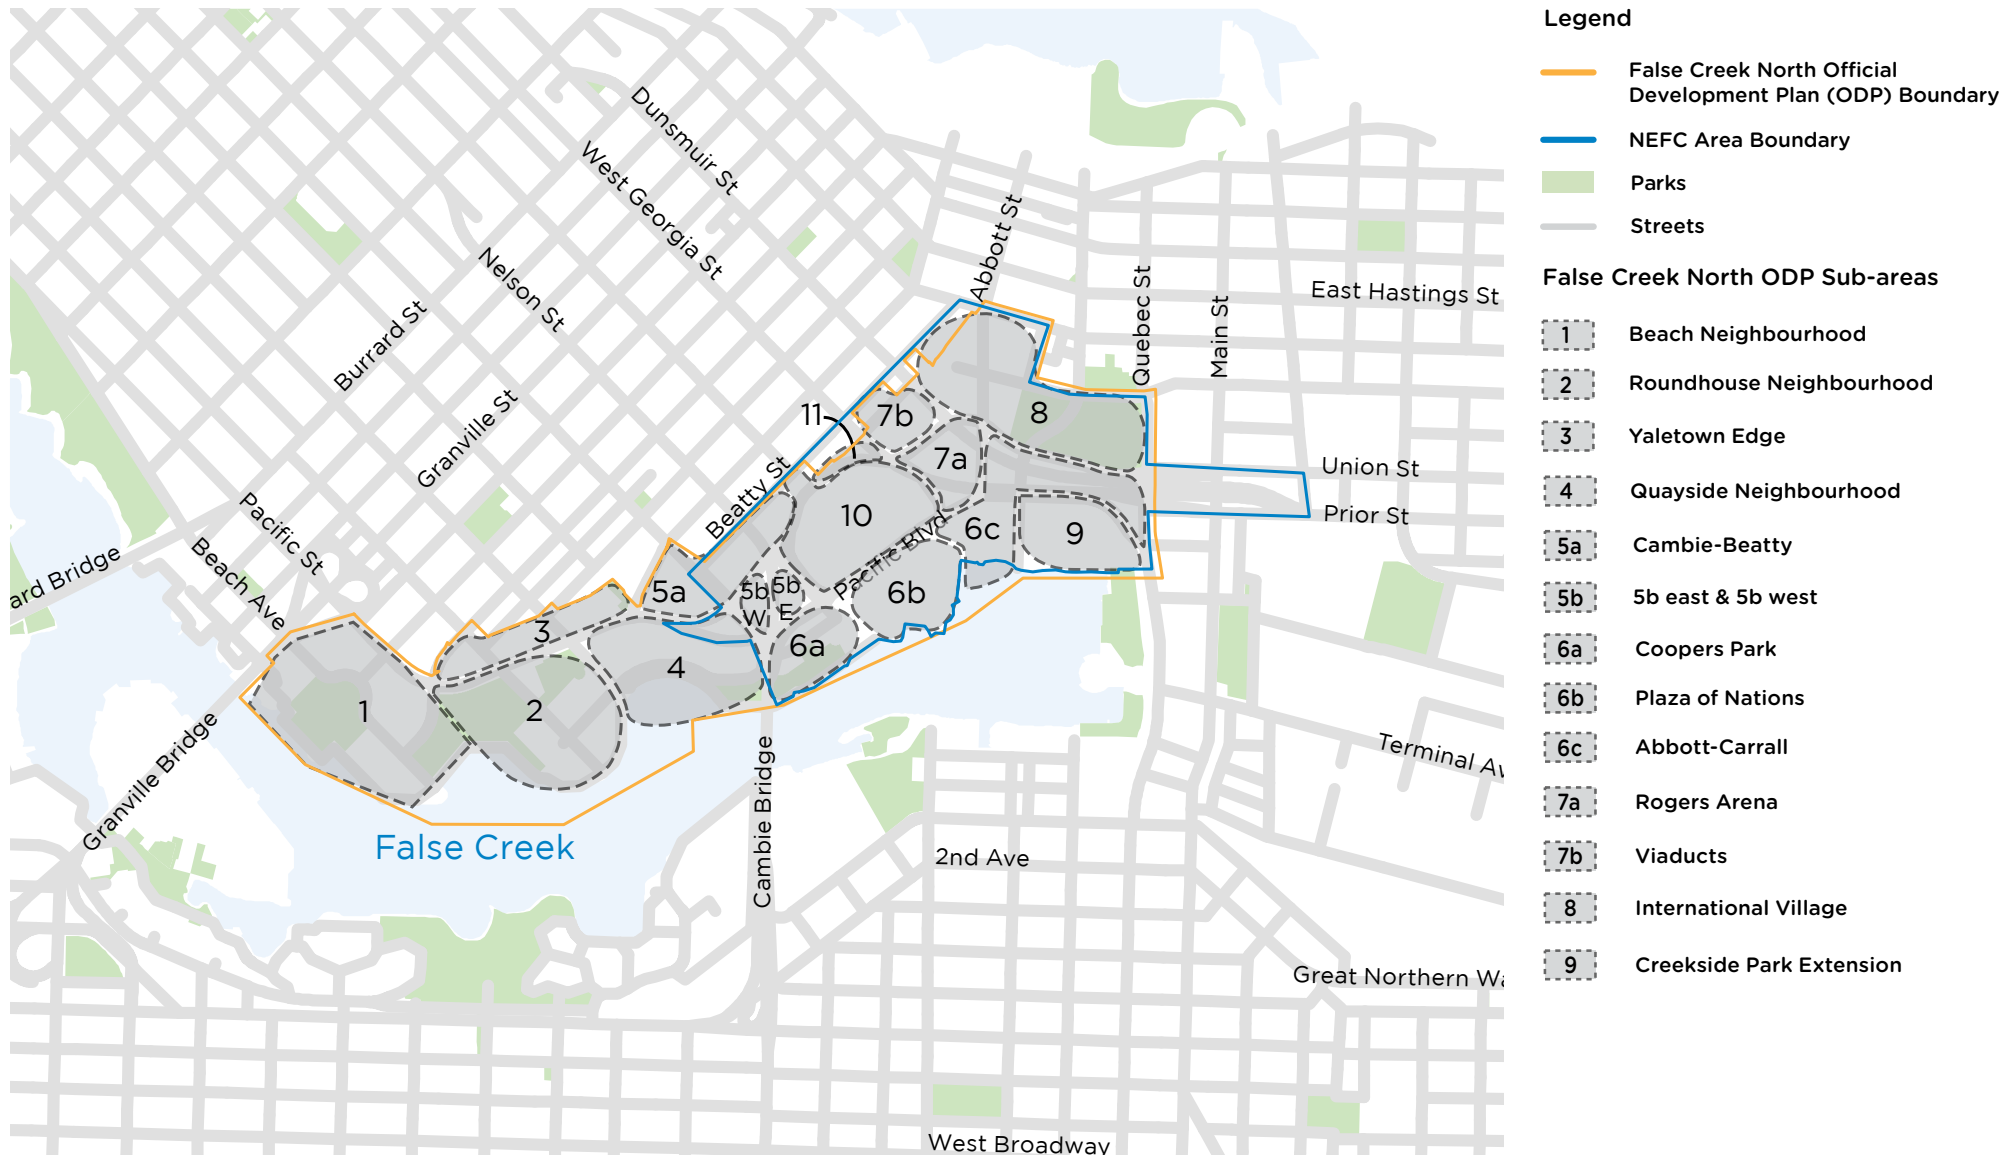 Legend
False Creek North Official
Development Plan (ODP) Boundary
NEFC Area Boundary
Parks
Streets
False Creek North ODP Sub-areas
1 Beach Neighbourhood
2 Roundhouse Neighbourhood
3 Yaletown Edge
4 Quayside Neighbourhood
5a Cambie-Beatty
5b 5b east & 5b west
6a Coopers Park
6b Plaza of Nations
6c Abbott-Carrall
7a Rogers Arena
7b Viaducts
8 International Village
9 Creekside Park Extension
Dunsmuir St
West Georgia St
Abbott St
Nelson St
Burrard St
Granville St
Quebec St
Main St
East Hastings St
Union St
Prior St
Beatty St
Pacific St
Beach Ave
ard Bridge
Granville Bridge
Pacific Blvd
Cambie Bridge
False Creek
2nd Ave
Terminal Av
Great Northern Wa
West Broadway
11
7b
8
7a
10
6c
9
5a
5b
W
5b
E
6b
6a
3
4
1
2